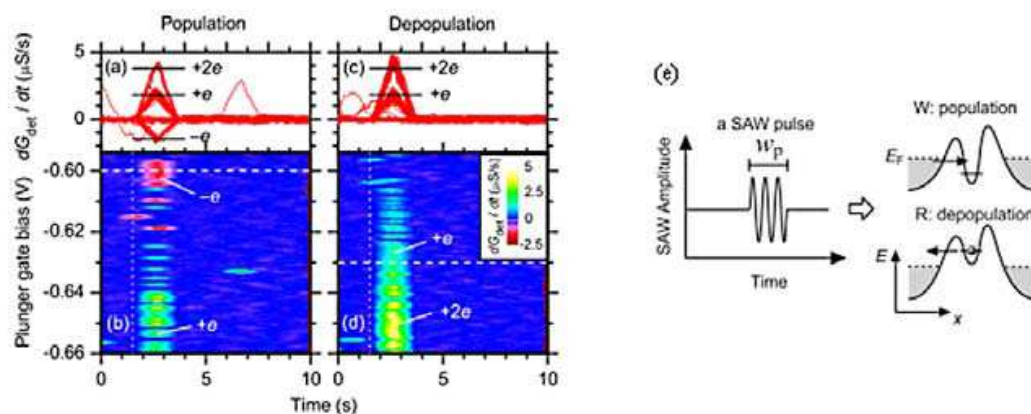 Population
Depopulation
(a)
+2e
+e
−e
5
0
dG_det / dt (μS/s)
(c)
+2e
+e
-0.60
-0.62
-0.64
-0.66
Plunger gate bias (V)
−e
+e
(b)
5
2.5
0
-2.5
dG_det / dt (μS/s)
+e
+2e
(d)
0 5 10
0 5 10
Time (s)
(e)
a SAW pulse
w_p
SAW Amplitude
Time
W: population
E_F
R: depopulation
E
x